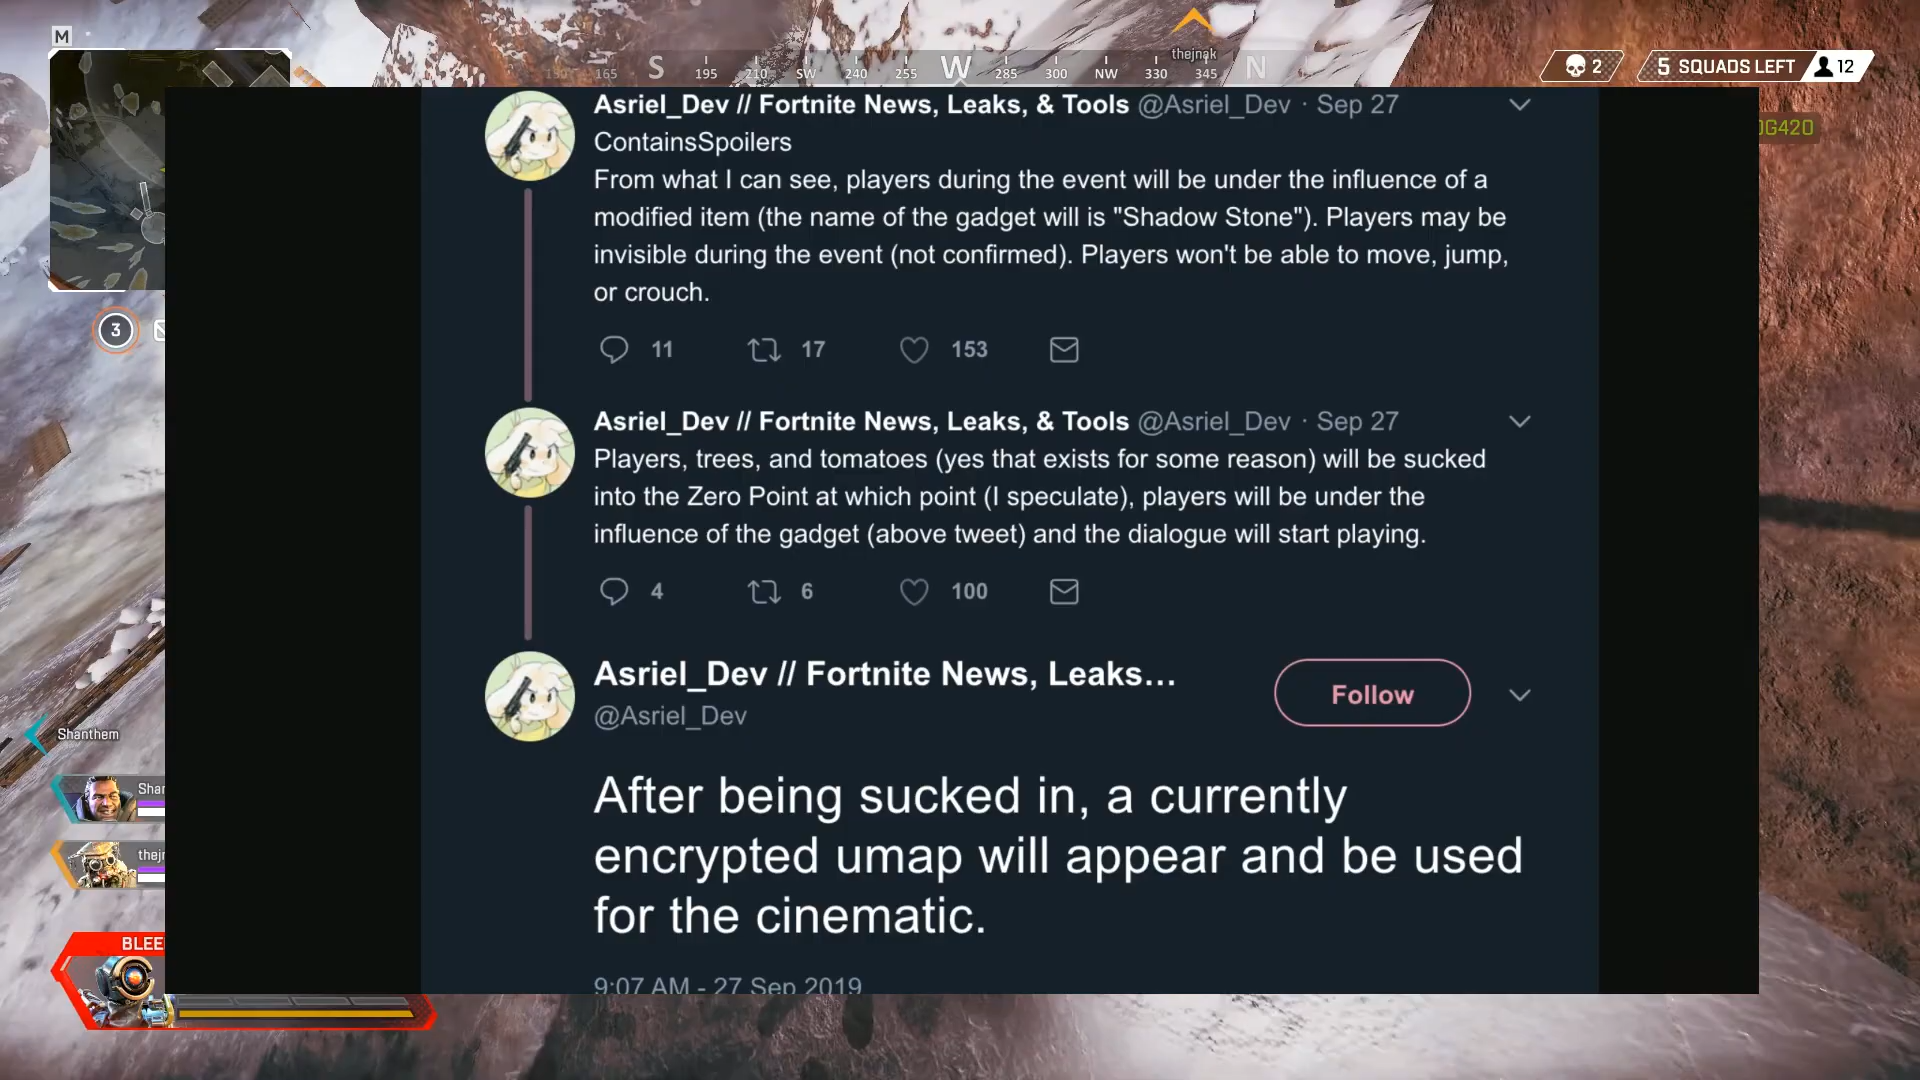 M
150 165 S 195 210 SW 240 255 W 285 300 NW 330 345 N
thejnak
2
5 SQUADS LEFT 12
0G420
3
Asriel_Dev // Fortnite News, Leaks, & Tools @Asriel_Dev · Sep 27
ContainsSpoilers
From what I can see, players during the event will be under the influence of a
modified item (the name of the gadget will is "Shadow Stone"). Players may be
invisible during the event (not confirmed). Players won't be able to move, jump,
or crouch.
11 17 153
Asriel_Dev // Fortnite News, Leaks, & Tools @Asriel_Dev · Sep 27
Players, trees, and tomatoes (yes that exists for some reason) will be sucked
into the Zero Point at which point (I speculate), players will be under the
influence of the gadget (above tweet) and the dialogue will start playing.
4 6 100
Asriel_Dev // Fortnite News, Leaks...
@Asriel_Dev
Follow
After being sucked in, a currently
encrypted umap will appear and be used
for the cinematic.
9:07 AM - 27 Sep 2019
Shanthem
Shar
thejr
BLEE